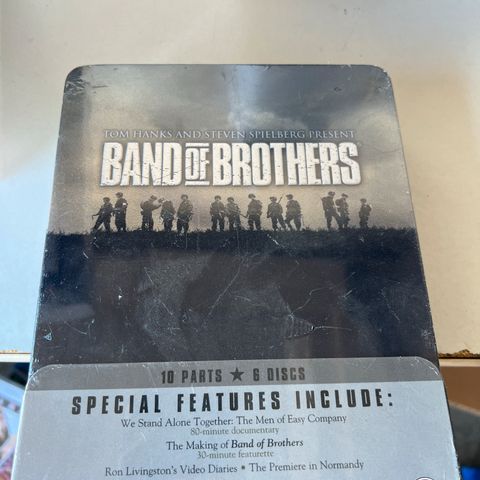 TOM HANKS AND STEVEN SPIELBERG PRESENT
BAND OF BROTHERS
10 PARTS ★ 6 DISCS
SPECIAL FEATURES INCLUDE:
We Stand Alone Together: The Men of Easy Company
80-minute documentary
The Making of Band of Brothers
30-minute featurette
Ron Livingston's Video Diaries • The Premiere in Normandy